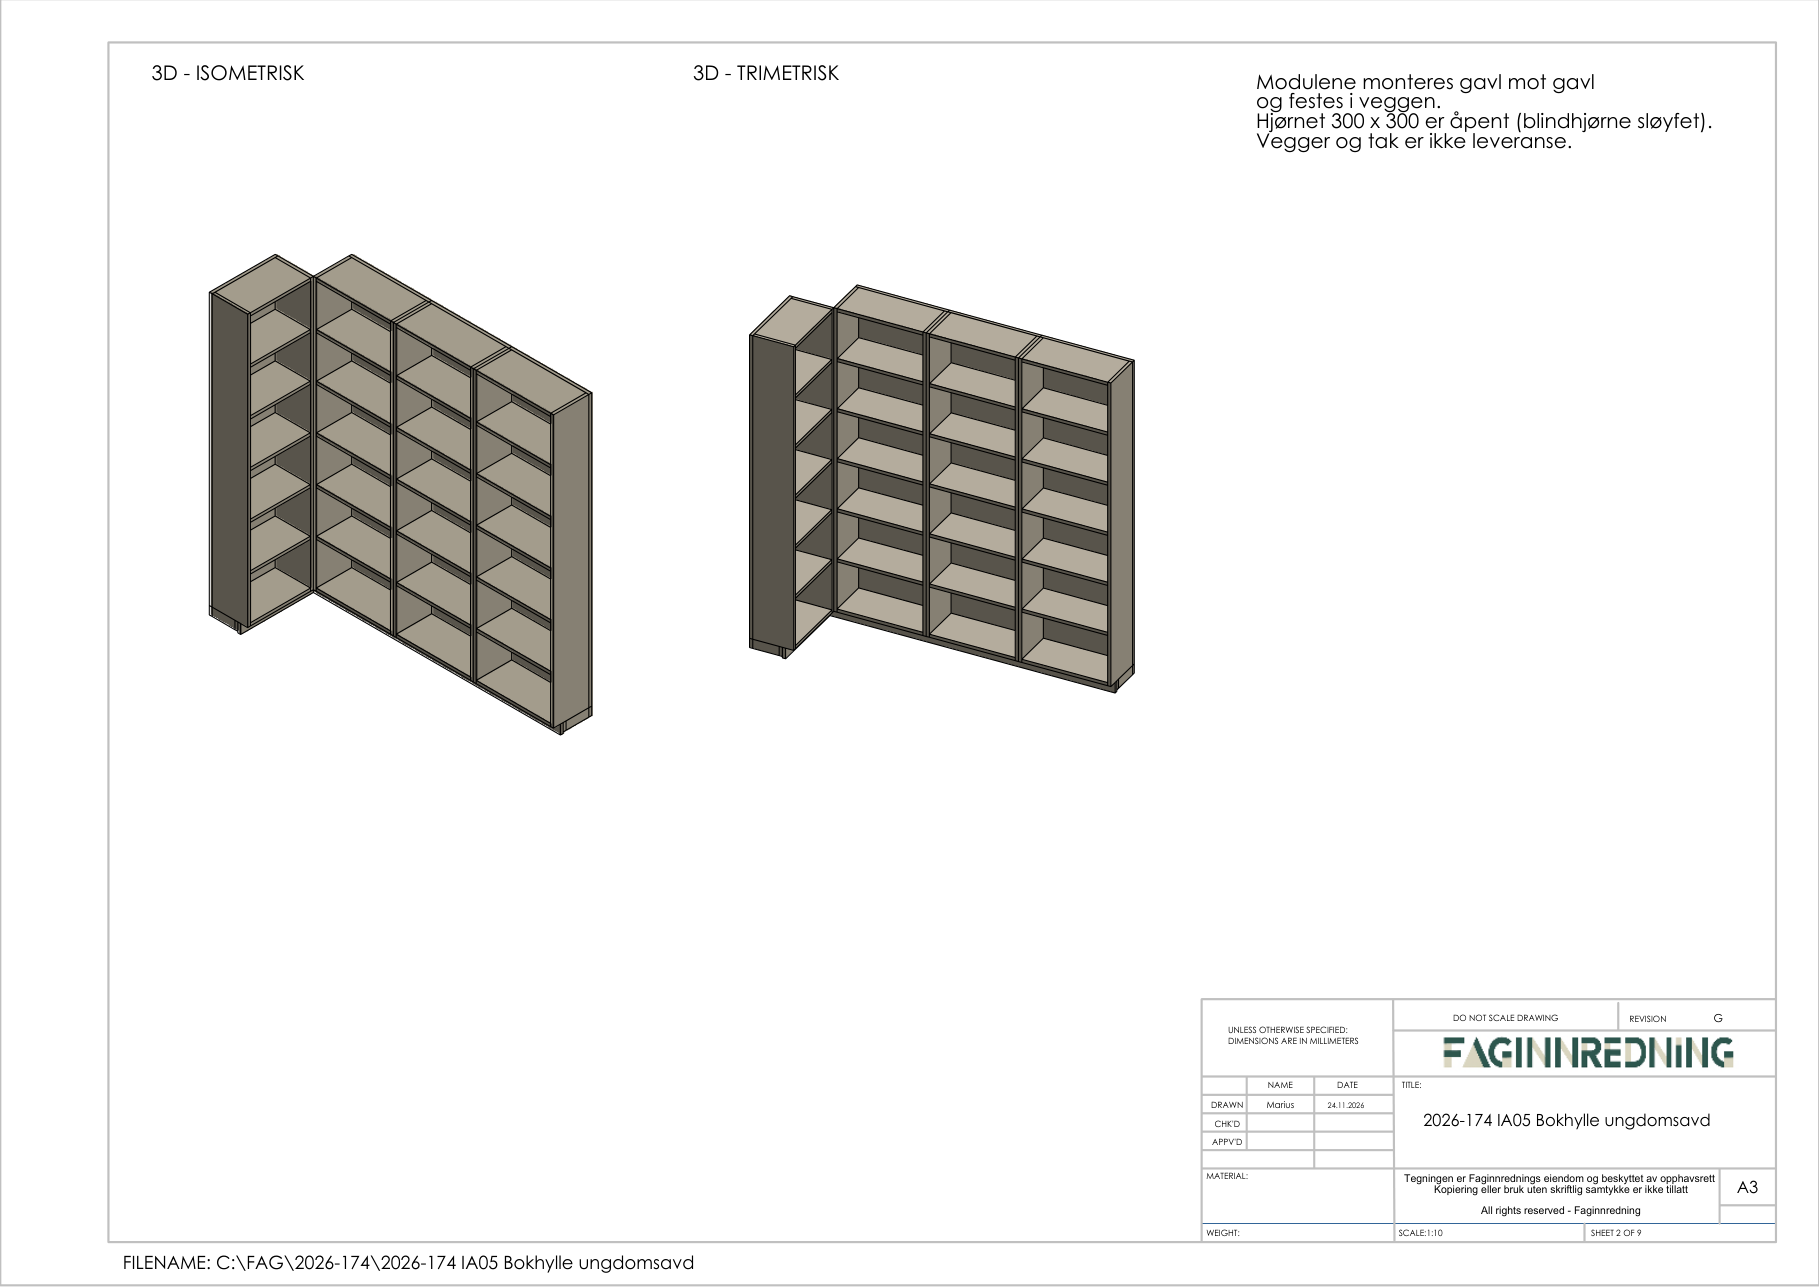 3D - ISOMETRISK
3D - TRIMETRISK
Modulene monteres gavl mot gavl
og festes i veggen.
Hjørnet 300 x 300 er åpent (blindhjørne sløyfet).
Vegger og tak er ikke leveranse.
UNLESS OTHERWISE SPECIFIED:
DIMENSIONS ARE IN MILLIMETERS
DO NOT SCALE DRAWING
REVISION G
FAGINNREDNING
NAME DATE
DRAWN Marius 24.11.2026
CHK'D
APPV'D
TITLE:
2026-174 IA05 Bokhylle ungdomsavd
MATERIAL:
Tegningen er Faginnrednings eiendom og beskyttet av opphavsrett
Kopiering eller bruk uten skriftlig samtykke er ikke tillatt
All rights reserved - Faginnredning
A3
WEIGHT:
SCALE:1:10
SHEET 2 OF 9
FILENAME: C:\FAG\2026-174\2026-174 IA05 Bokhylle ungdomsavd